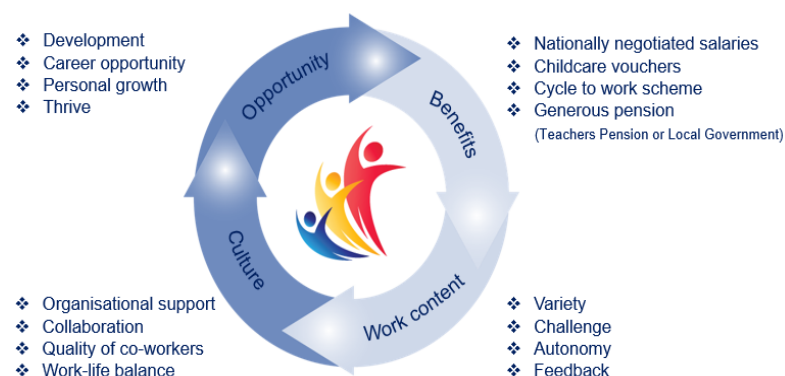 Development
Career opportunity
Personal growth
Thrive
Nationally negotiated salaries
Childcare vouchers
Cycle to work scheme
Generous pension
(Teachers Pension or Local Government)
Opportunity
Benefits
Culture
Work content
Organisational support
Collaboration
Quality of co-workers
Work-life balance
Variety
Challenge
Autonomy
Feedback